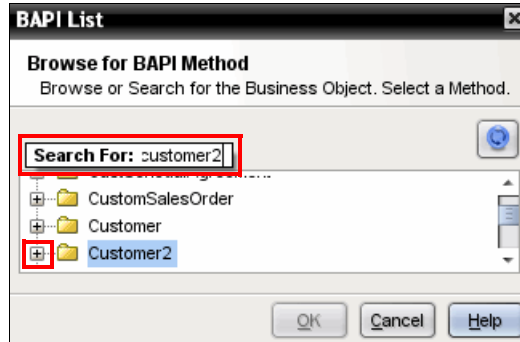 BAPI List
Browse for BAPI Method
Browse or Search for the Business Object. Select a Method.
Search For: customer2
CustomSalesOrder
Customer
Customer2
OK Cancel Help